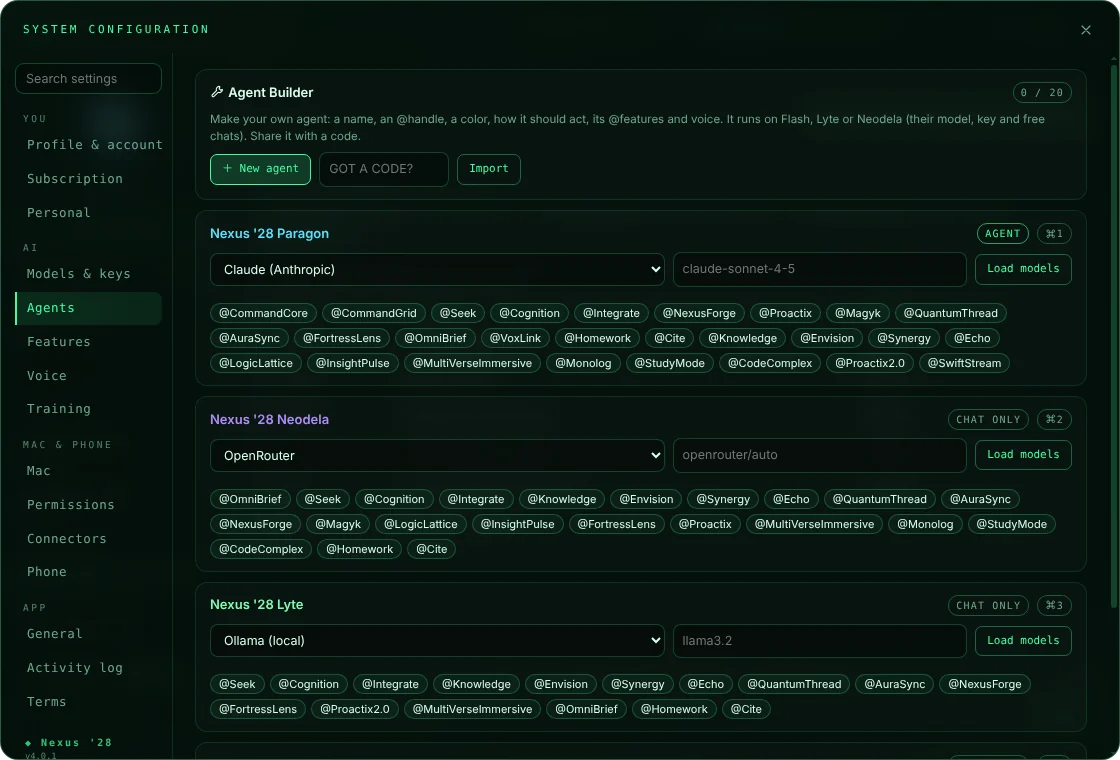 SYSTEM CONFIGURATION
Search settings
YOU
Profile & account
Subscription
Personal
AI
Models & keys
Agents
Features
Voice
Training
MAC & PHONE
Mac
Permissions
Connectors
Phone
APP
General
Activity log
Terms
◆ Nexus '28
v4.0.1
Agent Builder
0 / 20
Make your own agent: a name, an @handle, a color, how it should act, its @features and voice. It runs on Flash, Lyte or Neodela (their model, key and free
chats). Share it with a code.
+ New agent GOT A CODE? Import
Nexus '28 Paragon AGENT ⌘1
Claude (Anthropic) claude-sonnet-4-5 Load models
@CommandCore @CommandGrid @Seek @Cognition @Integrate @NexusForge @Proactix @Magyk @QuantumThread
@AuraSync @FortressLens @OmniBrief @VoxLink @Homework @Cite @Knowledge @Envision @Synergy @Echo
@LogicLattice @InsightPulse @MultiVerseImmersive @Monolog @StudyMode @CodeComplex @Proactix2.0 @SwiftStream
Nexus '28 Neodela CHAT ONLY ⌘2
OpenRouter openrouter/auto Load models
@OmniBrief @Seek @Cognition @Integrate @Knowledge @Envision @Synergy @Echo @QuantumThread @AuraSync
@NexusForge @Magyk @LogicLattice @InsightPulse @FortressLens @Proactix @MultiVerseImmersive @Monolog @StudyMode
@CodeComplex @Homework @Cite
Nexus '28 Lyte CHAT ONLY ⌘3
Ollama (local) llama3.2 Load models
@Seek @Cognition @Integrate @Knowledge @Envision @Synergy @Echo @QuantumThread @AuraSync @NexusForge
@FortressLens @Proactix2.0 @MultiVerseImmersive @OmniBrief @Homework @Cite